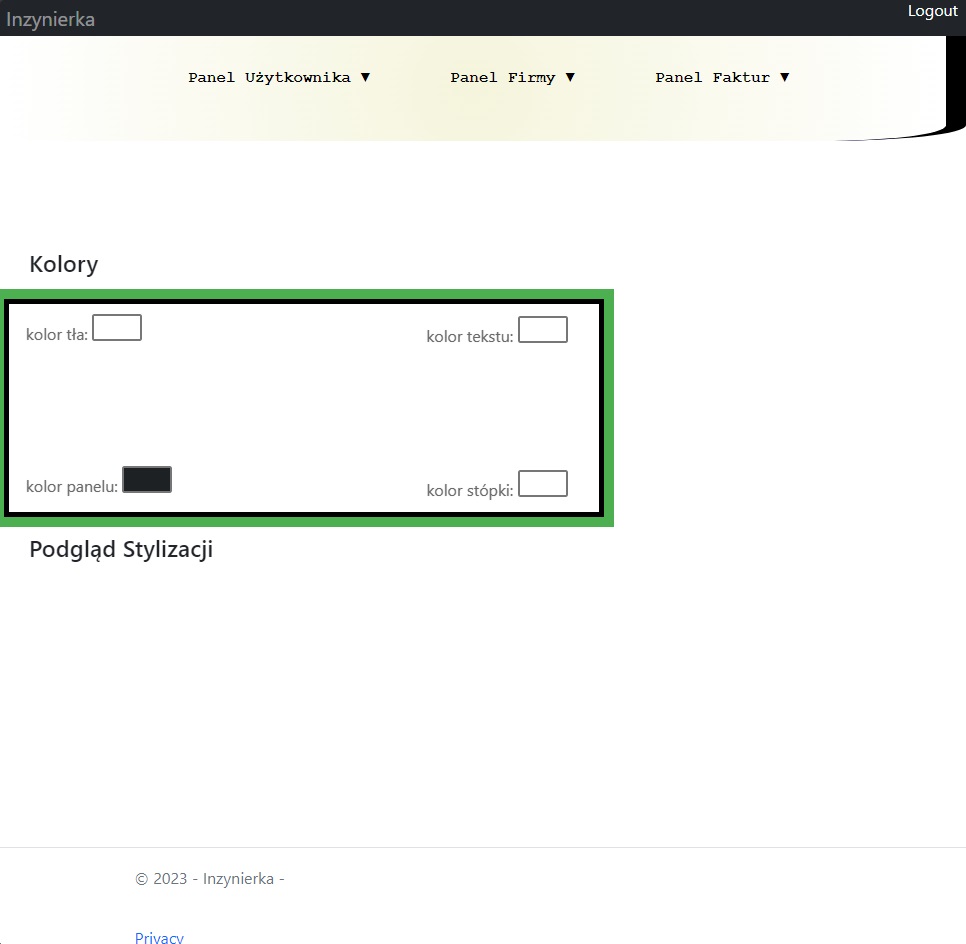 Inzynierka
Logout
Panel Użytkownika ▼
Panel Firmy ▼
Panel Faktur ▼
Kolory
kolor tła:
kolor tekstu:
kolor panelu:
kolor stópki:
Podgląd Stylizacji
© 2023 - Inzynierka -
Privacy